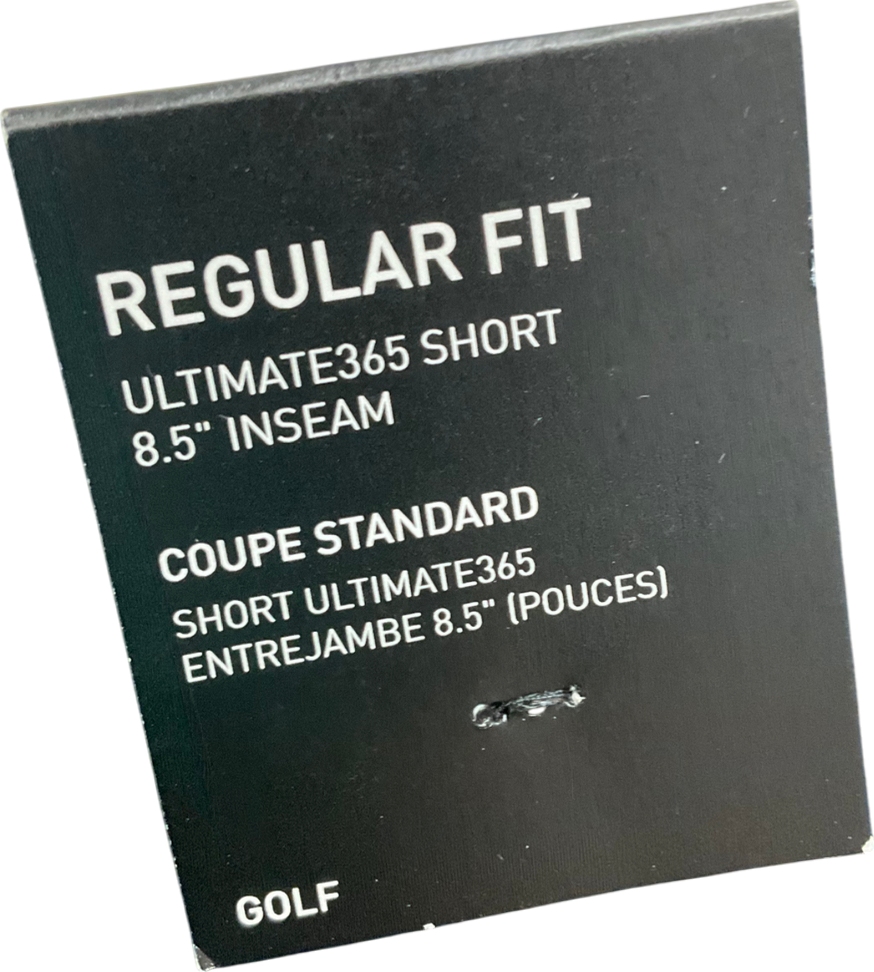 REGULAR FIT
ULTIMATE365 SHORT
8.5" INSEAM
COUPE STANDARD
SHORT ULTIMATE365
ENTREJAMBE 8.5" (POUCES)
GOLF